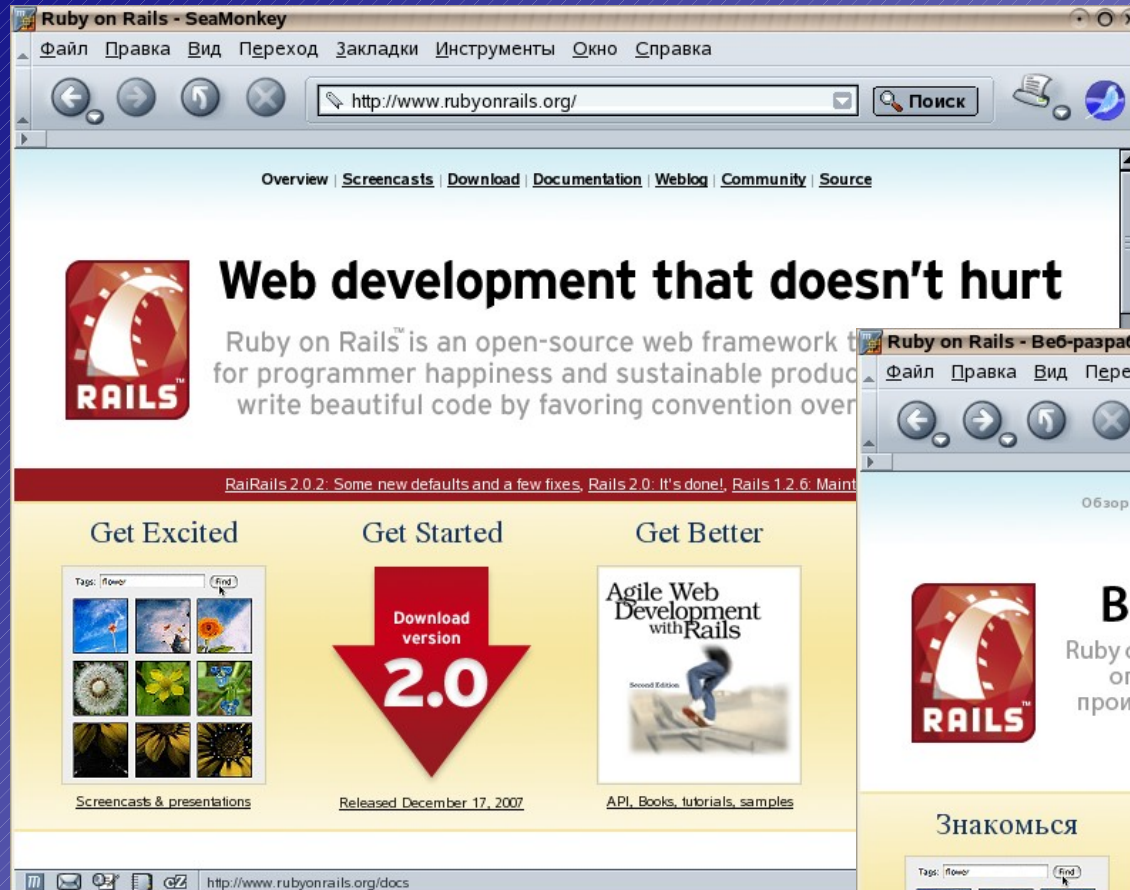 Ruby on Rails - SeaMonkey
Файл Правка Вид Переход Закладки Инструменты Окно Справка
http://www.rubyonrails.org/ Поиск
Overview | Screencasts | Download | Documentation | Weblog | Community | Source
RAILS™
Web development that doesn't hurt
Ruby on Rails™ is an open-source web framework t
for programmer happiness and sustainable produc
write beautiful code by favoring convention over
RaiRails 2.0.2: Some new defaults and a few fixes, Rails 2.0: It's done!, Rails 1.2.6: Maint
Get Excited Get Started Get Better
Tags: flower Find
Download
version
2.0
Agile Web
Development
with Rails
Second Edition
Screencasts & presentations Released December 17, 2007 API, Books, tutorials, samples
http://www.rubyonrails.org/docs
Ruby on Rails - Веб-разраб
Файл Правка Вид Пере
Обзор
RAILS™
В
Ruby o
оп
прои
Знакомься
Tags: flower Find